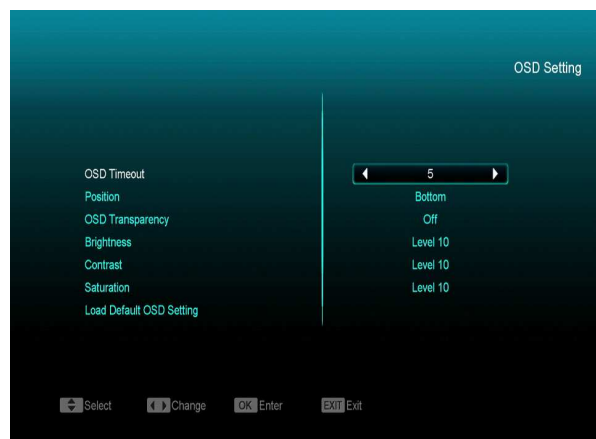 OSD Setting
OSD Timeout 5
Position Bottom
OSD Transparency Off
Brightness Level 10
Contrast Level 10
Saturation Level 10
Load Default OSD Setting
Select Change OK Enter EXIT Exit